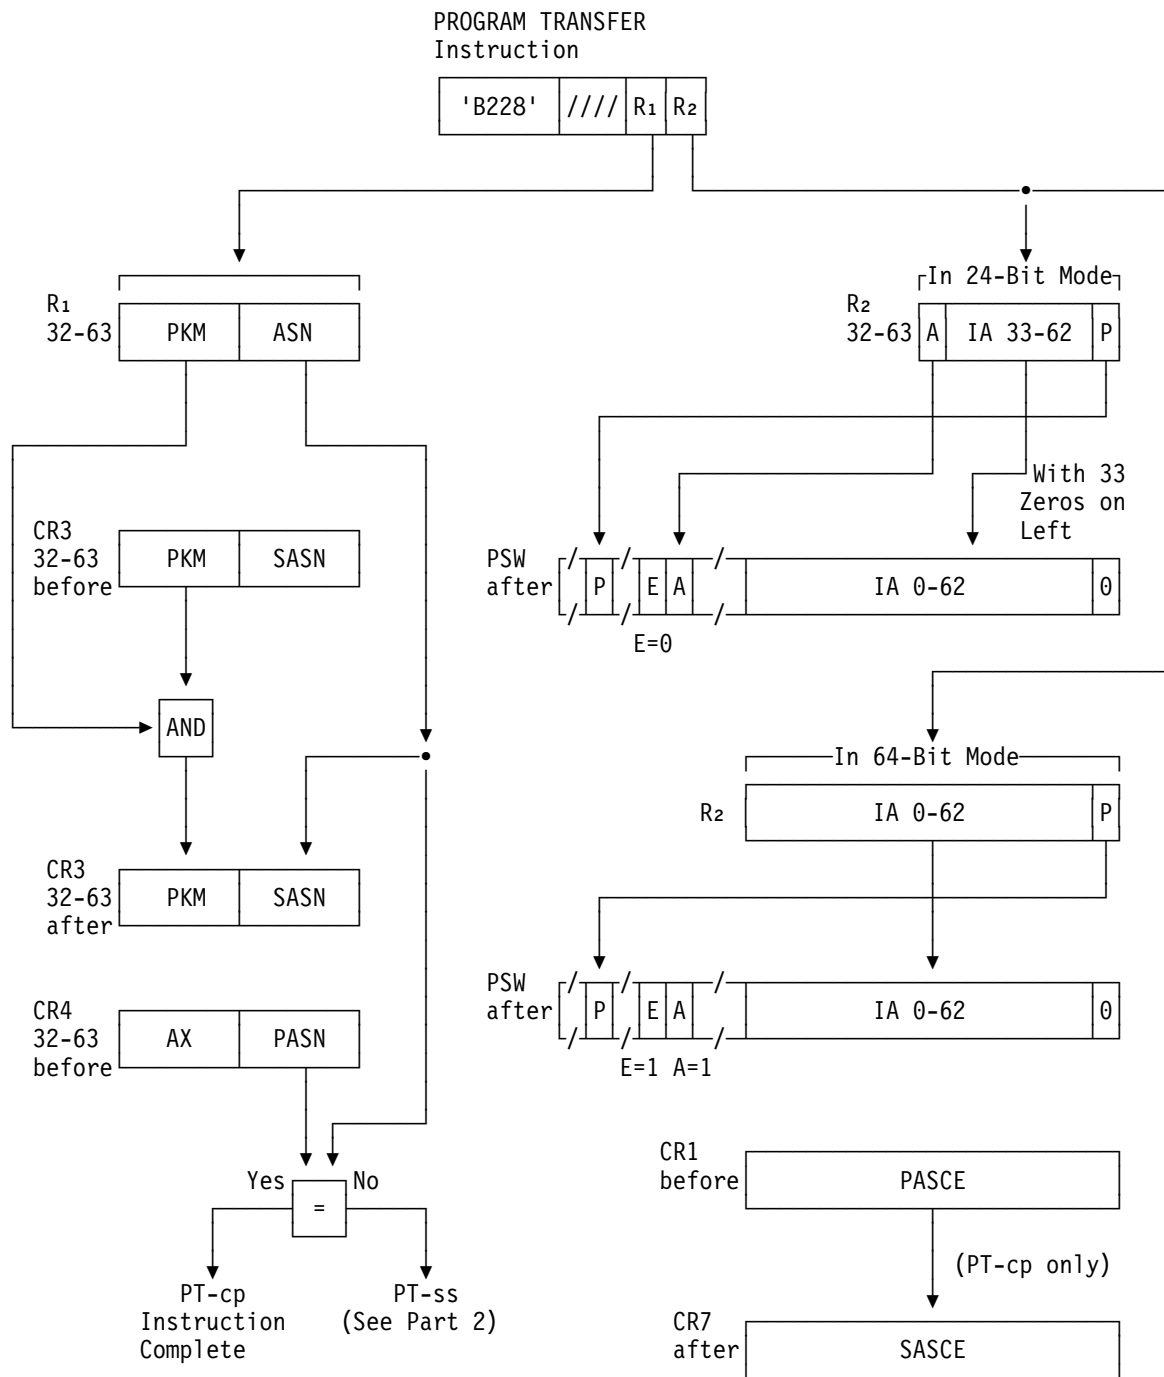 PROGRAM TRANSFER
Instruction
'B228' //// R1 R2
In 24-Bit Mode
R1
32-63 PKM ASN
R2
32-63 A IA 33-62 P
With 33
Zeros on
Left
CR3
32-63
before PKM SASN
PSW
after P E A IA 0-62 0
E=0
AND
In 64-Bit Mode
R2 IA 0-62 P
CR3
32-63
after PKM SASN
PSW
after P E A IA 0-62 0
E=1 A=1
CR4
32-63
before AX PASN
CR1
before PASCE
Yes = No
(PT-cp only)
PT-cp
Instruction
Complete
PT-ss
(See Part 2)
CR7
after SASCE